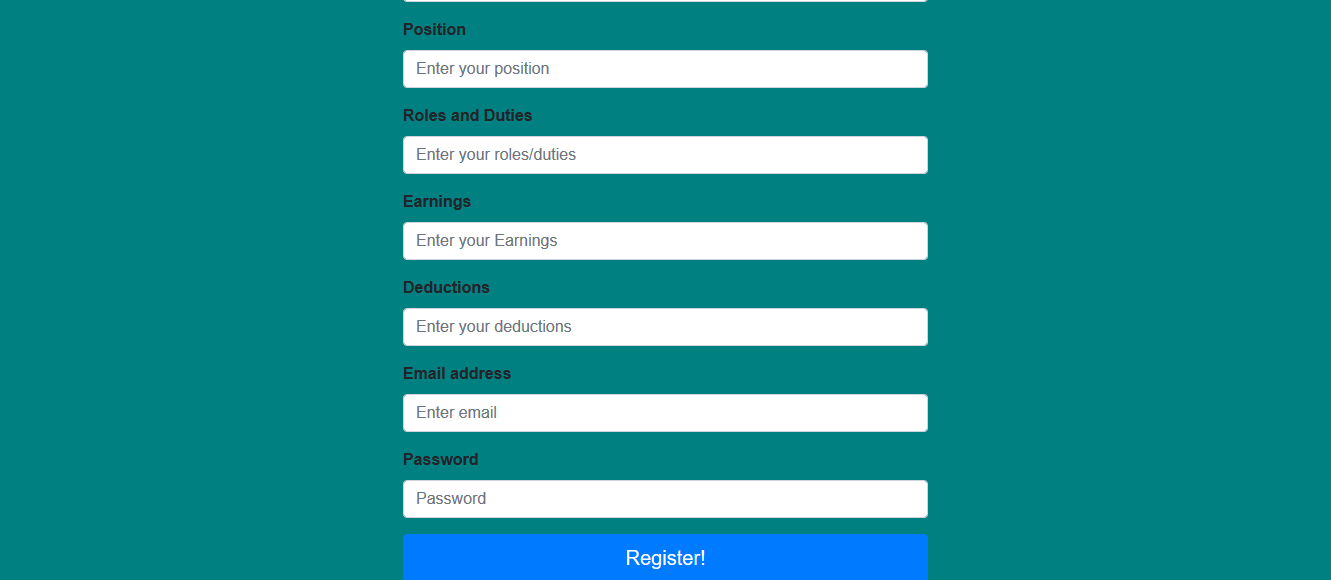 Position
Enter your position
Roles and Duties
Enter your roles/duties
Earnings
Enter your Earnings
Deductions
Enter your deductions
Email address
Enter email
Password
Password
Register!